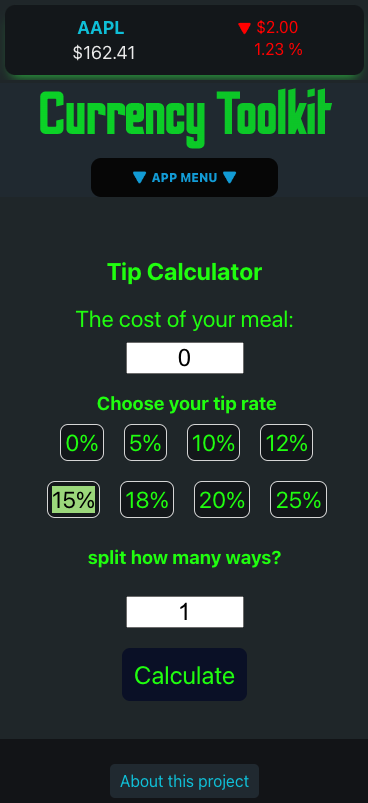 AAPL
$2.00
$162.41
1.23 %
Currency Toolkit
APP MENU
Tip Calculator
The cost of your meal:
0
Choose your tip rate
0% 5% 10% 12%
15% 18% 20% 25%
split how many ways?
1
Calculate
About this project